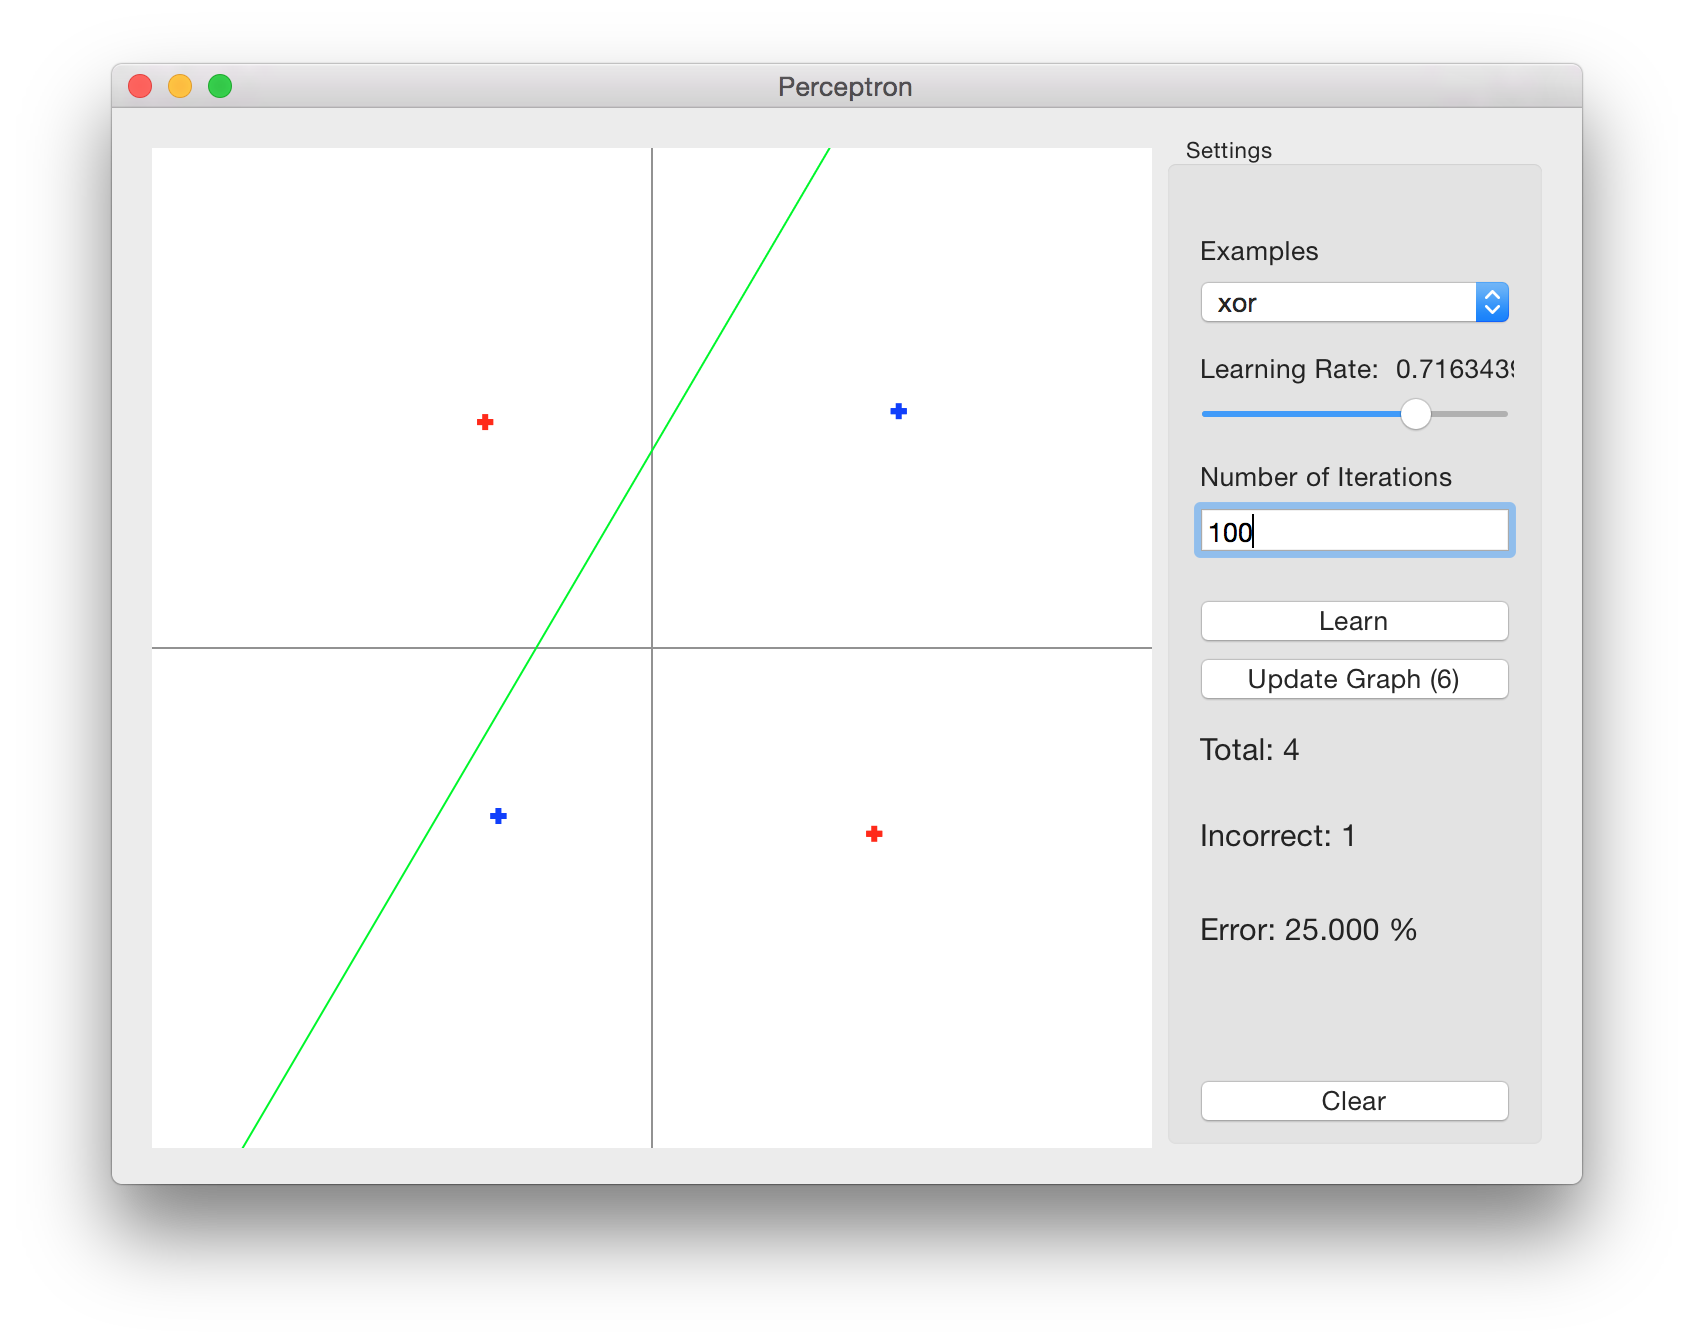 Perceptron
Settings
Examples
xor
Learning Rate: 0.716343
Number of Iterations
100
Learn
Update Graph (6)
Total: 4
Incorrect: 1
Error: 25.000 %
Clear